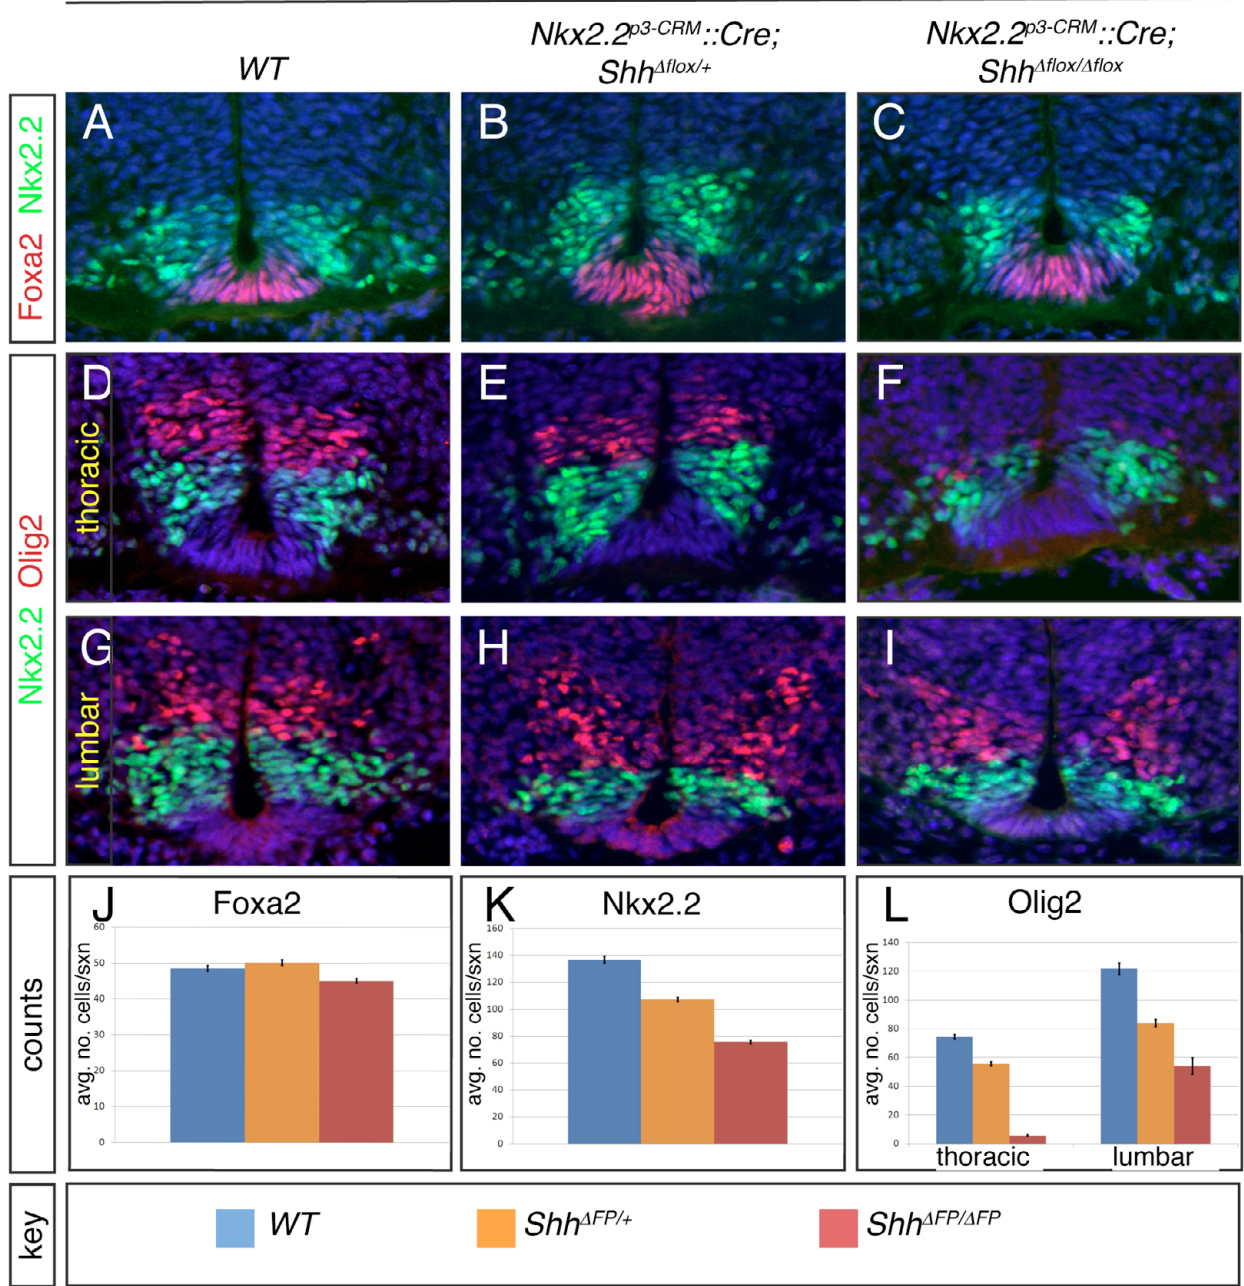 WT
Nkx2.2p3-CRM::Cre;
ShhΔflox/+
Nkx2.2p3-CRM::Cre;
ShhΔflox/Δflox
Foxa2 Nkx2.2
A
B
C
Nkx2.2 Olig2
thoracic
D
E
F
lumbar
G
H
I
counts
J
Foxa2
avg. no. cells/sxn
60
50
40
30
20
10
0
K
Nkx2.2
avg. no. cells/sxn
160
140
120
100
80
60
40
20
0
L
Olig2
avg. no. cells/sxn
140
120
100
80
60
40
20
0
thoracic
lumbar
key
WT
ShhΔFP/+
ShhΔFP/ΔFP